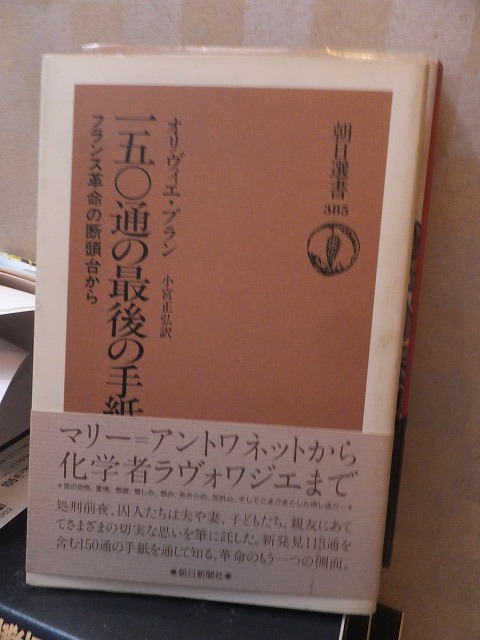 朝日選書
385
オリヴィエ・ブラン
小宮正弘訳
一五〇通の最後の手紙
フランス革命の断頭台から
マリー＝アントワネットから
化学者ラヴォワジエまで
処刑前夜、囚人たちは夫や妻、子どもたち、親友にあて
てさまざまの切実な思いを筆に託した。新発見113通を
含む150通の手紙を通して知る、革命のもう一つの側面。
●朝日新聞社●